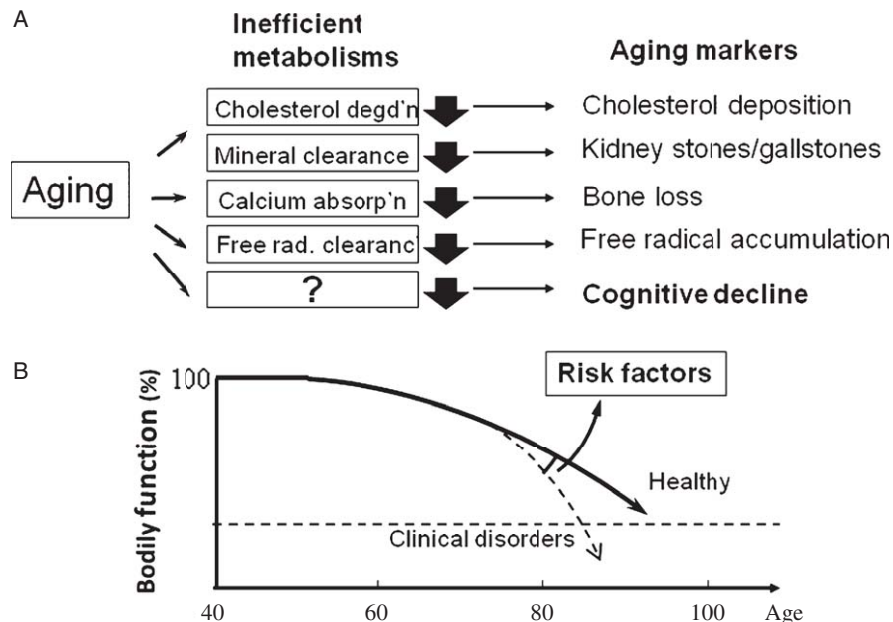 A
Inefficient
metabolisms
Aging markers
Aging
Cholesterol degd'n
Cholesterol deposition
Mineral clearance
Kidney stones/gallstones
Calcium absorp'n
Bone loss
Free rad. clearanc'
Free radical accumulation
?
Cognitive decline
B
Bodily function (%)
100
Risk factors
Healthy
Clinical disorders
40
60
80
100
Age